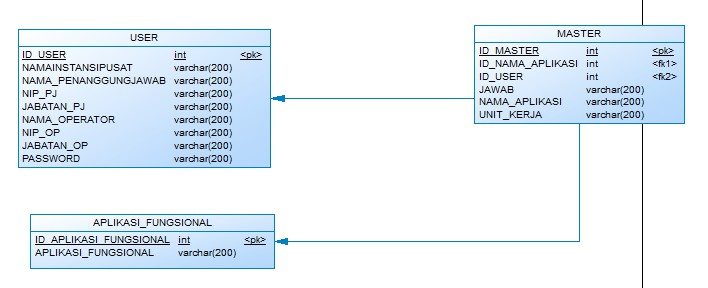 USER
ID_USER int <pk>
NAMAINSTANSIPUSAT varchar(200)
NAMA_PENANGGUNGJAWAB varchar(200)
NIP_PJ varchar(200)
JABATAN_PJ varchar(200)
NAMA_OPERATOR varchar(200)
NIP_OP varchar(200)
JABATAN_OP varchar(200)
PASSWORD varchar(200)
MASTER
ID_MASTER int <pk>
ID_NAMA_APLIKASI int <fk1>
ID_USER int <fk2>
JAWAB varchar(200)
NAMA_APLIKASI varchar(200)
UNIT_KERJA varchar(200)
APLIKASI_FUNGSIONAL
ID_APLIKASI_FUNGSIONAL int <pk>
APLIKASI_FUNGSIONAL varchar(200)